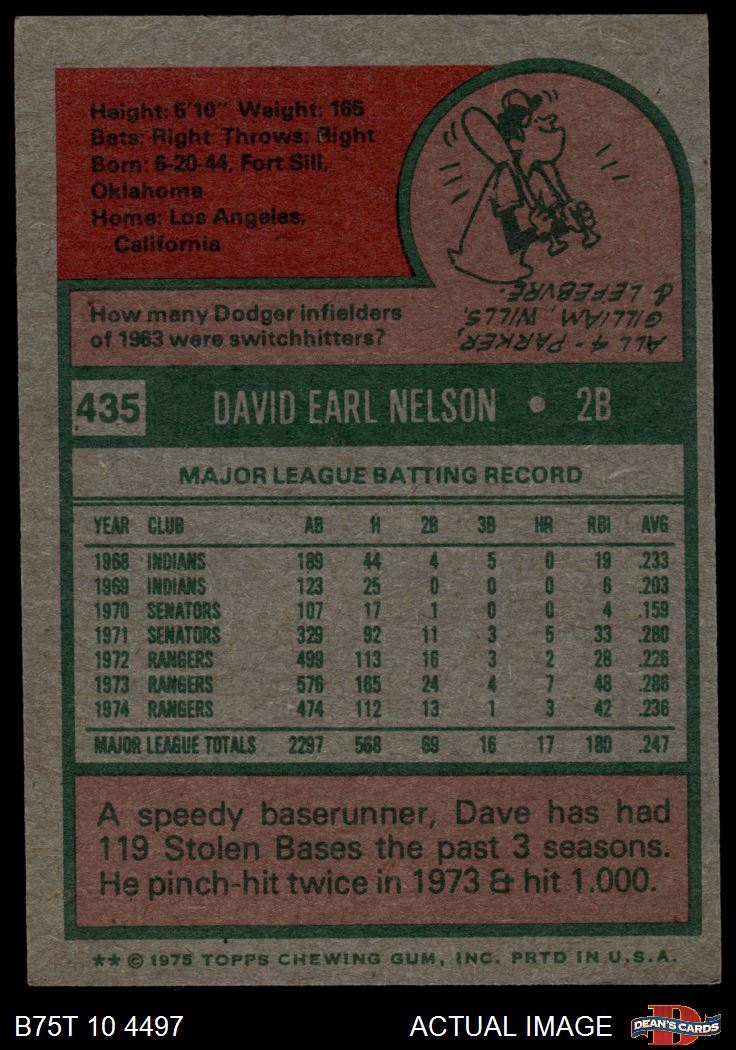 Height: 5'10" Weight: 165
Bats: Right Throws: Right
Born: 6-20-44, Fort Sill,
Oklahoma
Home: Los Angeles,
California
How many Dodger infielders
of 1963 were switchhitters?
ALL 4 - PARKER,
GILLIAM, WILLS,
& LEFEBVRE.
435 DAVID EARL NELSON • 2B
MAJOR LEAGUE BATTING RECORD
YEAR CLUB AB H 2B 3B HR RBI AVG
1968 INDIANS 189 44 4 5 0 19 .233
1969 INDIANS 123 25 0 0 0 6 .203
1970 SENATORS 107 17 1 0 0 4 .159
1971 SENATORS 329 92 11 3 5 33 .280
1972 RANGERS 499 113 16 3 2 28 .226
1973 RANGERS 576 165 24 4 7 48 .286
1974 RANGERS 474 112 13 1 3 42 .236
MAJOR LEAGUE TOTALS 2297 568 69 16 17 180 .247
A speedy baserunner, Dave has had
119 Stolen Bases the past 3 seasons.
He pinch-hit twice in 1973 & hit 1.000.
** © 1975 TOPPS CHEWING GUM, INC. PRTD IN U.S.A.
B75T 10 4497 ACTUAL IMAGE DEAN'S CARDS